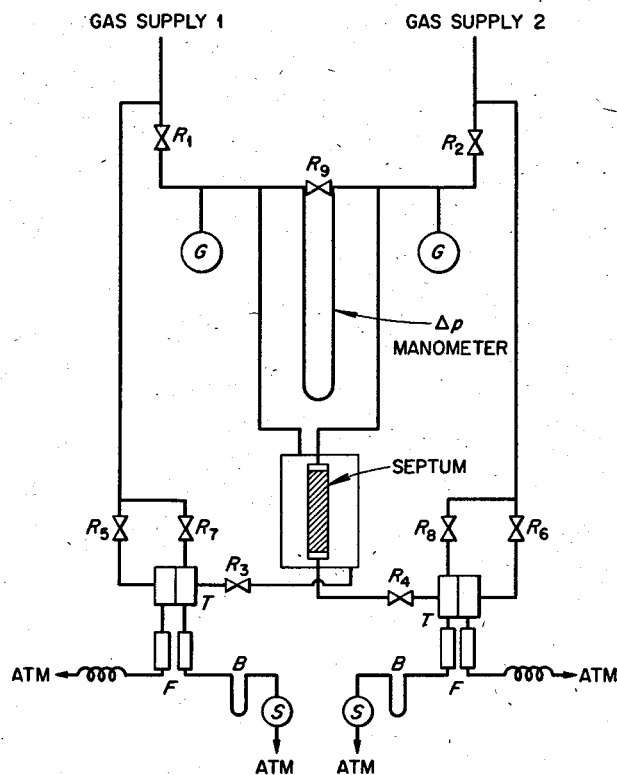 GAS SUPPLY 1
GAS SUPPLY 2
R1
R2
R9
G
G
Δp
MANOMETER
SEPTUM
R5
R7
R8
R6
R3
R4
T
T
ATM
F
B
S
ATM
S
B
F
ATM
ATM